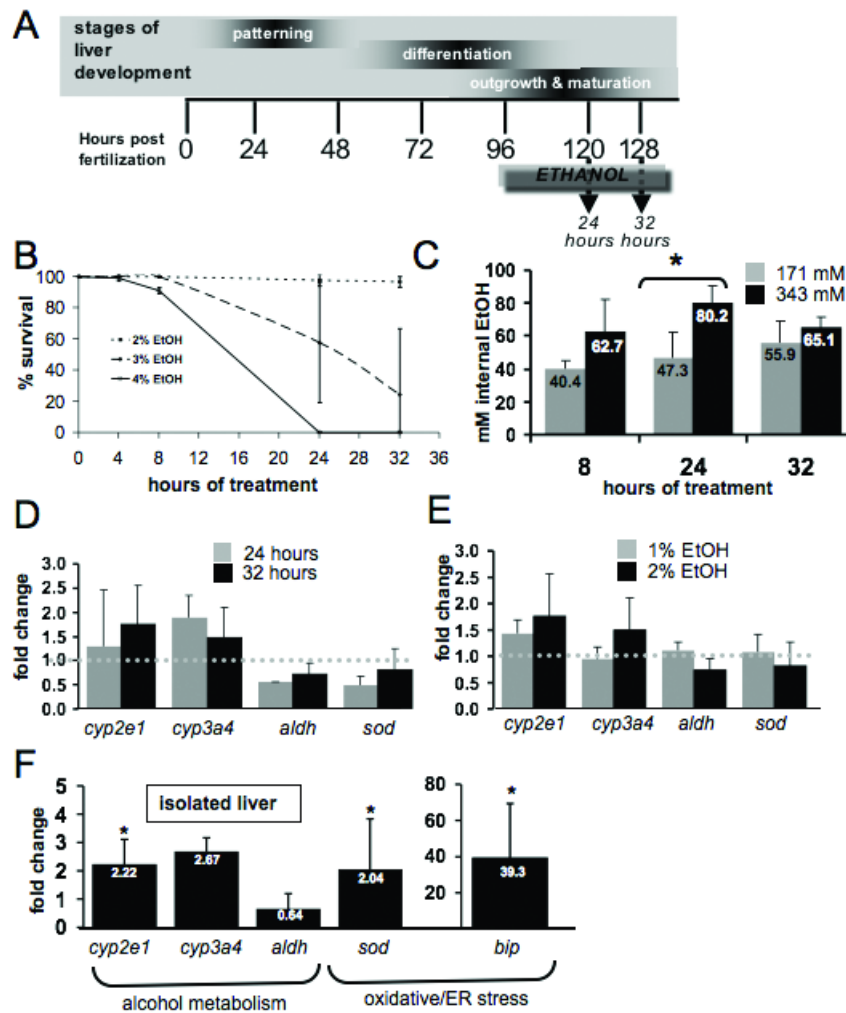 A
stages of
liver
development
patterning
differentiation
outgrowth & maturation
Hours post
fertilization
0 24 48 72 96 120 128
ETHANOL
24 32
hours hours
B
% survival
100
80
60
40
20
0
2% EtOH
3% EtOH
4% EtOH
0 4 8 12 16 20 24 28 32 36
hours of treatment
C
*
171 mM
343 mM
mM internal EtOH
100
80
60
40
20
0
40.4 62.7 47.3 80.2 55.9 65.1
8 24 32
hours of treatment
D
24 hours
32 hours
fold change
3.0
2.5
2.0
1.5
1.0
0.5
0.0
cyp2e1 cyp3a4 aldh sod
E
1% EtOH
2% EtOH
fold change
3.0
2.5
2.0
1.5
1.0
0.5
0.0
cyp2e1 cyp3a4 aldh sod
F
isolated liver
fold change
5
4
3
2
1
0
* *
2.22 2.67 0.64 2.04
80
60
40
20
*
39.3
cyp2e1 cyp3a4 aldh sod bip
alcohol metabolism
oxidative/ER stress